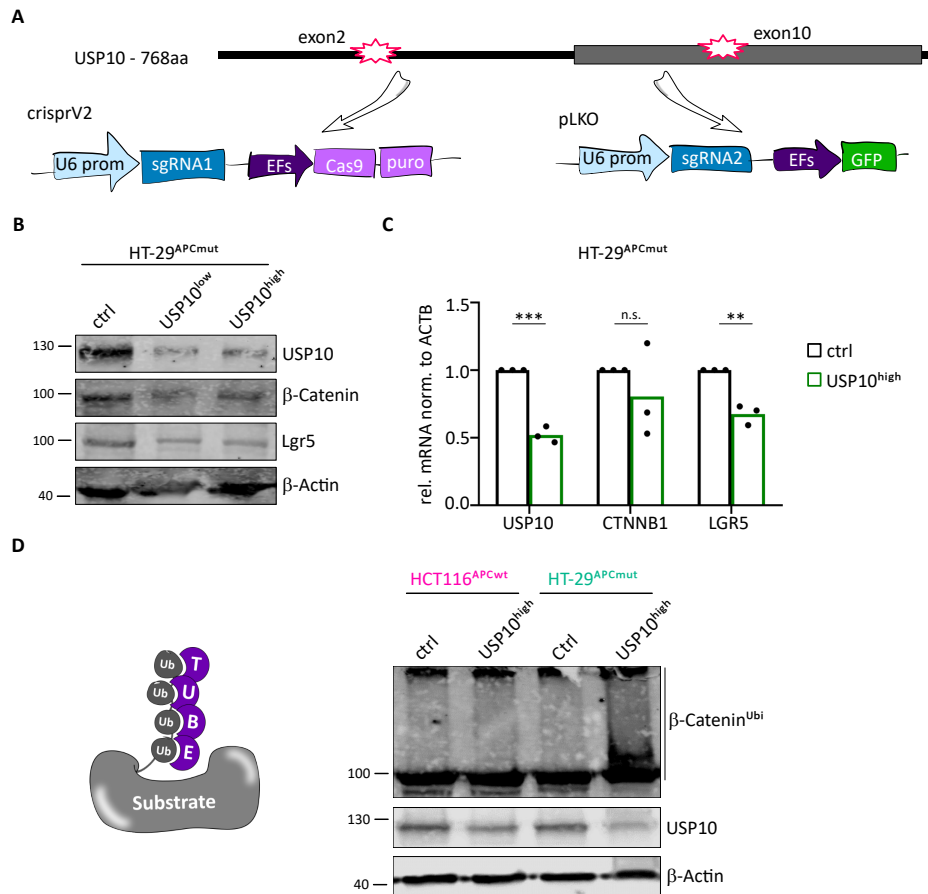 A
USP10 - 768aa
exon2
exon10
crisprV2
U6 prom sgRNA1 EFs Cas9 puro
pLKO
U6 prom sgRNA2 EFs GFP
B
HT-29APCmut
ctrl USP10low USP10high
130 USP10
100 β-Catenin
100 Lgr5
40 β-Actin
C
HT-29APCmut
rel. mRNA norm. to ACTB
1.5
1.0
0.5
0.0
*** n.s. **
USP10 CTNNB1 LGR5
ctrl
USP10high
D
Ub T
Ub U
Ub B
Ub E
Substrate
HCT116APCwt HT-29APCmut
ctrl USP10high Ctrl USP10high
β-CateninUbi
100
130 USP10
40 β-Actin